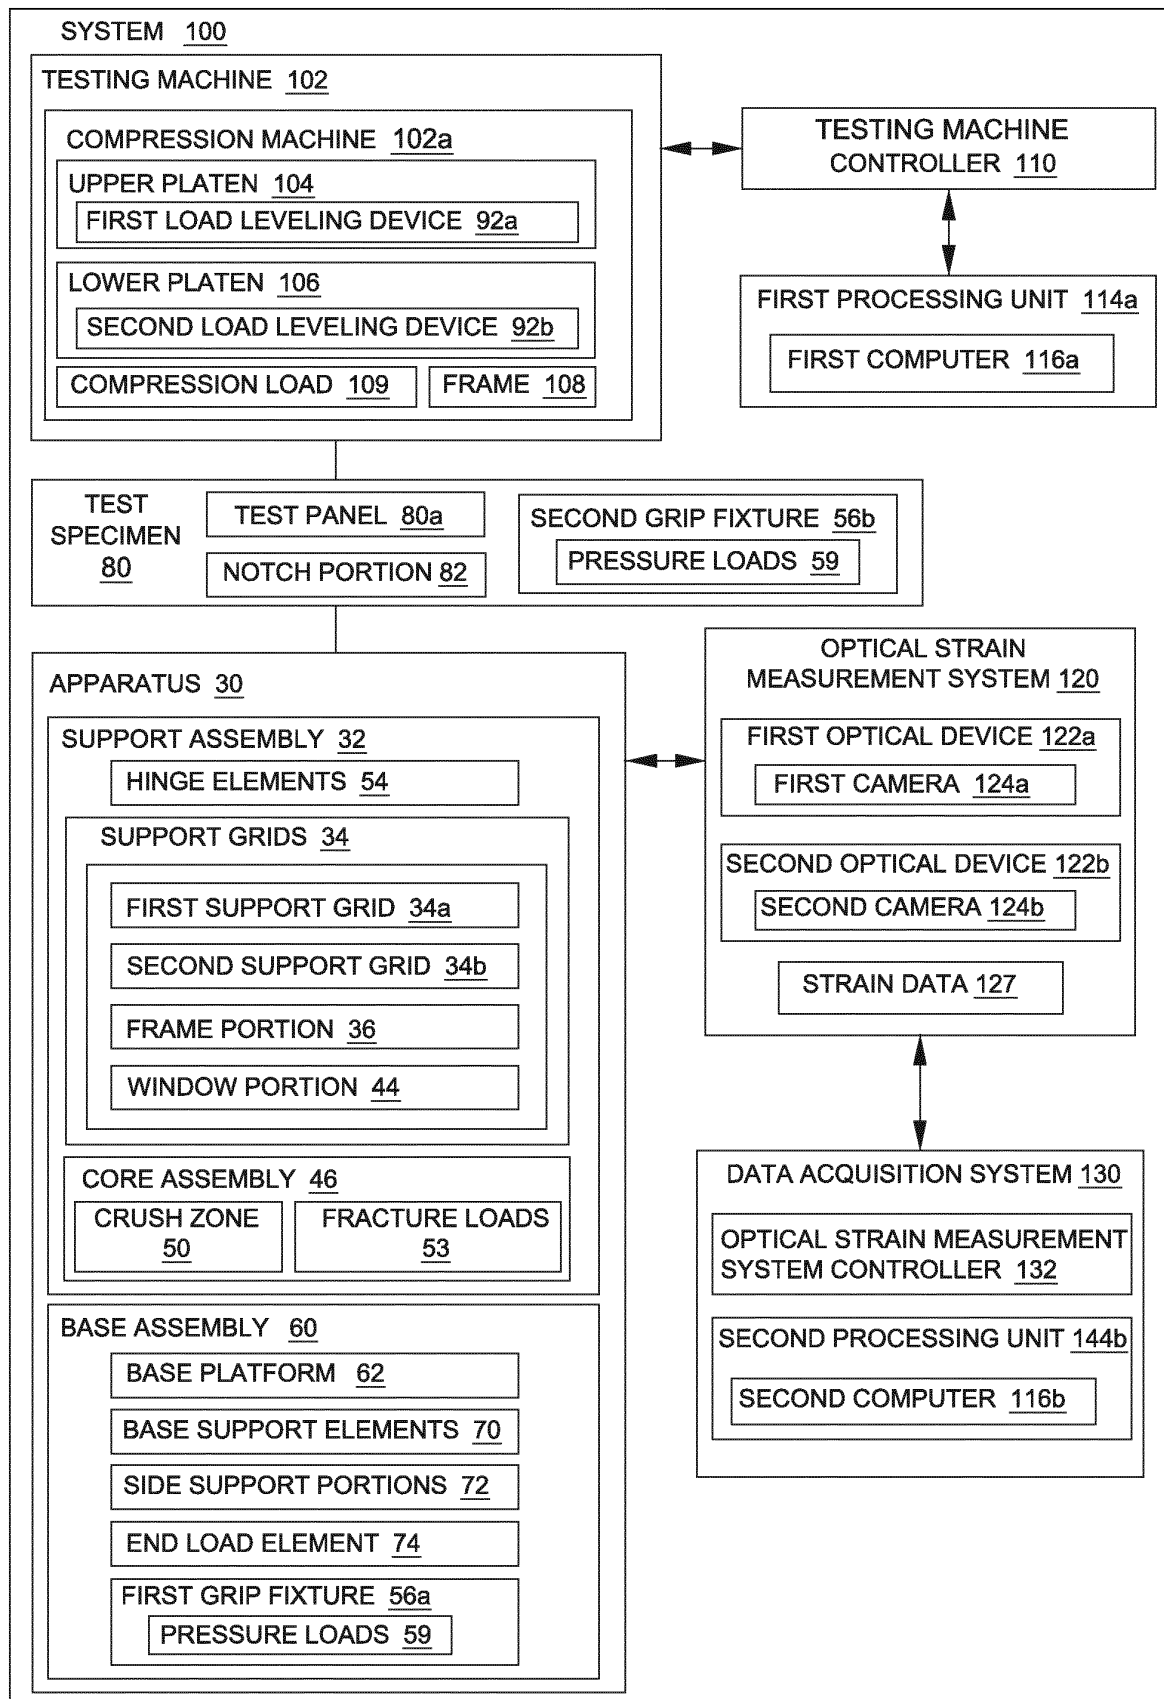 SYSTEM 100
TESTING MACHINE 102
COMPRESSION MACHINE 102a
UPPER PLATEN 104
FIRST LOAD LEVELING DEVICE 92a
LOWER PLATEN 106
SECOND LOAD LEVELING DEVICE 92b
COMPRESSION LOAD 109
FRAME 108
TESTING MACHINE
CONTROLLER 110
FIRST PROCESSING UNIT 114a
FIRST COMPUTER 116a
TEST
SPECIMEN
80
TEST PANEL 80a
NOTCH PORTION 82
SECOND GRIP FIXTURE 56b
PRESSURE LOADS 59
APPARATUS 30
SUPPORT ASSEMBLY 32
HINGE ELEMENTS 54
SUPPORT GRIDS 34
FIRST SUPPORT GRID 34a
SECOND SUPPORT GRID 34b
FRAME PORTION 36
WINDOW PORTION 44
CORE ASSEMBLY 46
CRUSH ZONE
50
FRACTURE LOADS
53
BASE ASSEMBLY 60
BASE PLATFORM 62
BASE SUPPORT ELEMENTS 70
SIDE SUPPORT PORTIONS 72
END LOAD ELEMENT 74
FIRST GRIP FIXTURE 56a
PRESSURE LOADS 59
OPTICAL STRAIN
MEASUREMENT SYSTEM 120
FIRST OPTICAL DEVICE 122a
FIRST CAMERA 124a
SECOND OPTICAL DEVICE 122b
SECOND CAMERA 124b
STRAIN DATA 127
DATA ACQUISITION SYSTEM 130
OPTICAL STRAIN MEASUREMENT
SYSTEM CONTROLLER 132
SECOND PROCESSING UNIT 144b
SECOND COMPUTER 116b